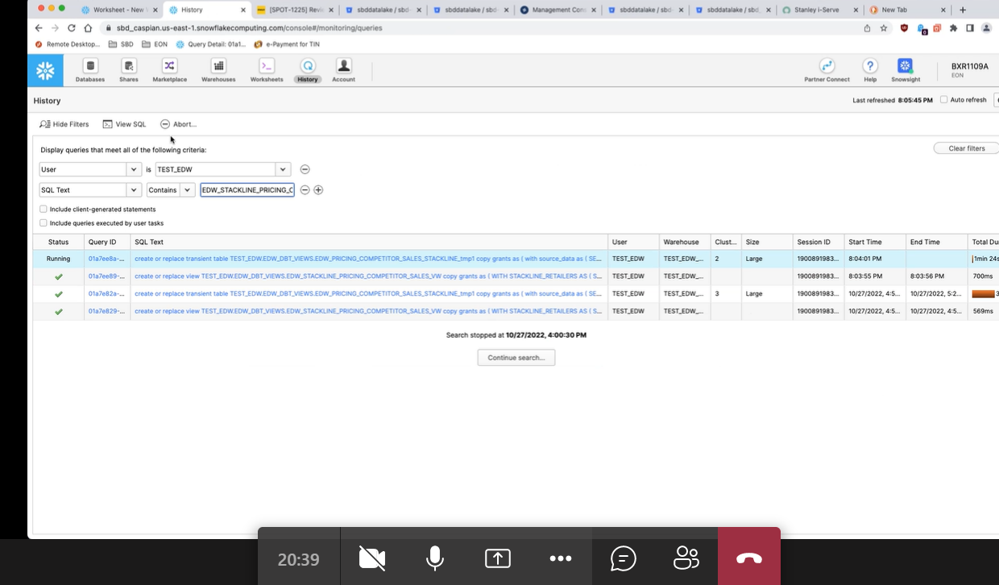 Worksheet - New
History
[SPOT-1225] Revi
sbddatalake / sbd-
sbddatalake / sbd-
Management Con
sbddatalake / sbd-
sbddatalake / sbd_
Stanley i-Serve
New Tab
sbd_caspian.us-east-1.snowflakecomputing.com/console#/monitoring/queries
Remote Desktop... SBD EON Query Detail: 01a1... e-Payment for TIN
Databases Shares Marketplace Warehouses Worksheets History Account Partner Connect Help Snowsight
BXR1109A
EON
History
Last refreshed 8:05:45 PM Auto refresh
Hide Filters View SQL Abort...
Display queries that meet all of the following criteria:
Clear filters
User is TEST_EDW
SQL Text Contains EDW_STACKLINE_PRICING_C
Include client-generated statements
Include queries executed by user tasks
Status Query ID SQL Text User Warehouse Clust... Size Session ID Start Time End Time Total Du
Running 01a7ee8a-... create or replace transient table TEST_EDW.EDW_DBT_VIEWS.EDW_PRICING_COMPETITOR_SALES_STACKLINE_tmp1 copy grants as ( with source_data as ( SE... TEST_EDW TEST_EDW_... 2 Large 1900891983... 8:04:01 PM 1min 24s
01a7ee89-... create or replace view TEST_EDW.EDW_DBT_VIEWS.EDW_STACKLINE_PRICING_COMPETITOR_SALES_VW copy grants as ( WITH STACKLINE_RETAILERS AS ( S... TEST_EDW TEST_EDW_... 1900891983... 8:03:55 PM 8:03:56 PM 700ms
01a7e82a-... create or replace transient table TEST_EDW.EDW_DBT_VIEWS.EDW_PRICING_COMPETITOR_SALES_STACKLINE_tmp1 copy grants as ( with source_data as ( SE... TEST_EDW TEST_EDW_... 3 Large 1900891983... 10/27/2022, 4:5... 10/27/2022, 5:2... 3
01a7e829-... create or replace view TEST_EDW.EDW_DBT_VIEWS.EDW_STACKLINE_PRICING_COMPETITOR_SALES_VW copy grants as ( WITH STACKLINE_RETAILERS AS ( S... TEST_EDW TEST_EDW_... 1900891983... 10/27/2022, 4:5... 10/27/2022, 4:5... 569ms
Search stopped at 10/27/2022, 4:00:30 PM
Continue search...
20:39